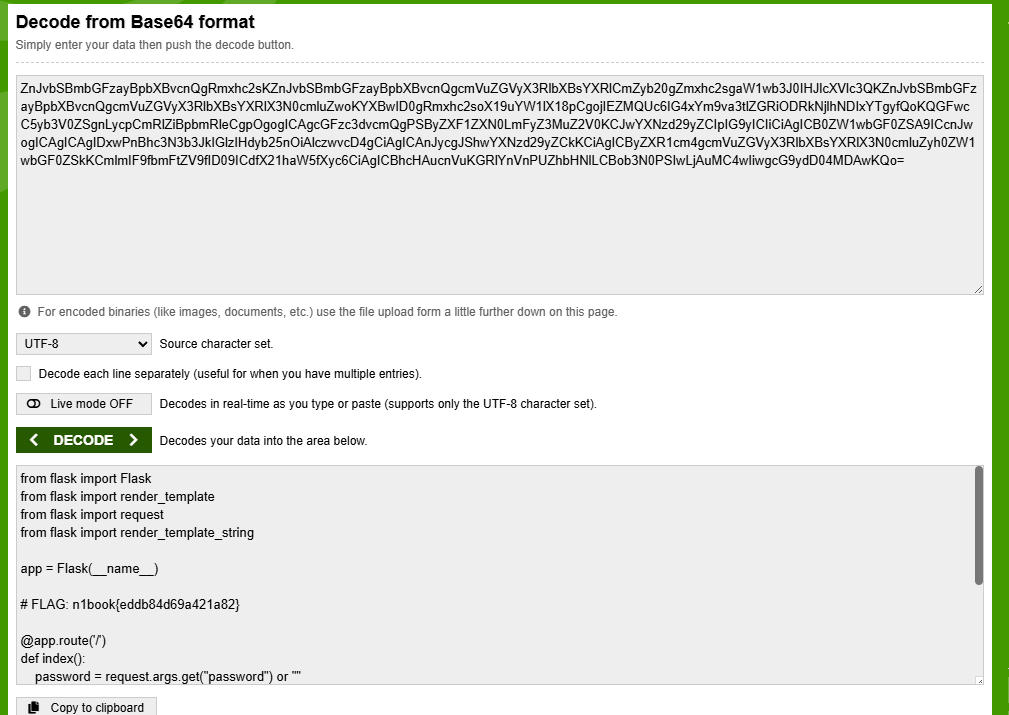 Decode from Base64 format
Simply enter your data then push the decode button.
ZnJvbSBmbGFzayBpbXBvcnQgRmxhc2sKZnJvbSBmbGFzayBpbXBvcnQgcmVuZGVyX3RlbXBsYXRlCmZyb20gZmxhc2sgaW1wb3J0IHJlcXVlc3QKZnJvbSBmbGFz
ayBpbXBvcnQgcmVuZGVyX3RlbXBsYXRlX3N0cmluZwoKYXBwID0gRmxhc2soX19uYW1lX18pCgojIEZMQUc6IG4xYm9va3tlZGRiODRkNjlhNDIxYTgyfQoKQGFwc
C5yb3V0ZSgnLycpCmRlZiBpbmRleCgpOgogICAgcGFzc3dvcmQgPSByZXF1ZXN0LmFyZ3MuZ2V0KCJwYXNzd29yZCIpIG9yICIiCiAgICB0ZW1wbGF0ZSA9ICcnJw
ogICAgICAgIDxwPnBhc3N3b3JkIGlzIHdyb25nOiAlczwvcD4gCiAgICAnJycgJShwYXNzd29yZCkKCiAgICByZXR1cm4gcmVuZGVyX3RlbXBsYXRlX3N0cmluZyh0ZW1
wbGF0ZSkKCmlmIF9fbmFtZV9fID09ICdfX21haW5fXyc6CiAgICBhcHAucnVuKGRlYnVnPUZhbHNlLCBob3N0PSIwLjAuMC4wIiwgcG9ydD04MDAwKQo=
For encoded binaries (like images, documents, etc.) use the file upload form a little further down on this page.
UTF-8 Source character set.
Decode each line separately (useful for when you have multiple entries).
Live mode OFF Decodes in real-time as you type or paste (supports only the UTF-8 character set).
< DECODE > Decodes your data into the area below.
from flask import Flask
from flask import render_template
from flask import request
from flask import render_template_string
app = Flask(__name__)
# FLAG: n1book{eddb84d69a421a82}
@app.route('/')
def index():
password = request.args.get("password") or ""
Copy to clipboard